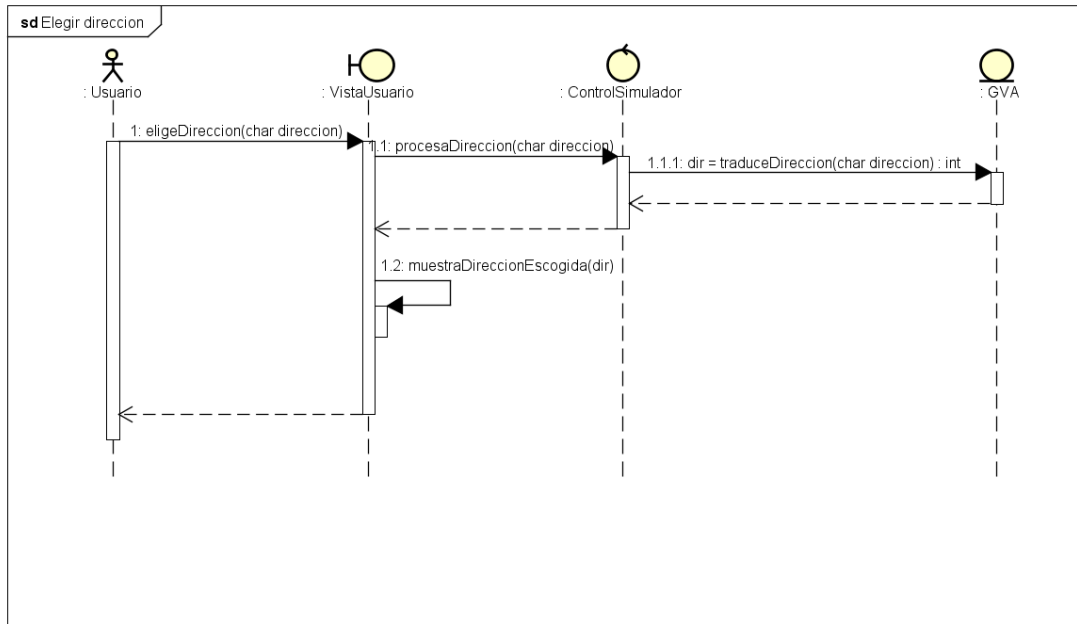 sd Elegir direccion
: Usuario
: VistaUsuario
: ControlSimulador
: GVA
1: eligeDireccion(char direccion)
1.1: procesaDireccion(char direccion)
1.1.1: dir = traduceDireccion(char direccion) : int
1.2: muestraDireccionEscogida(dir)